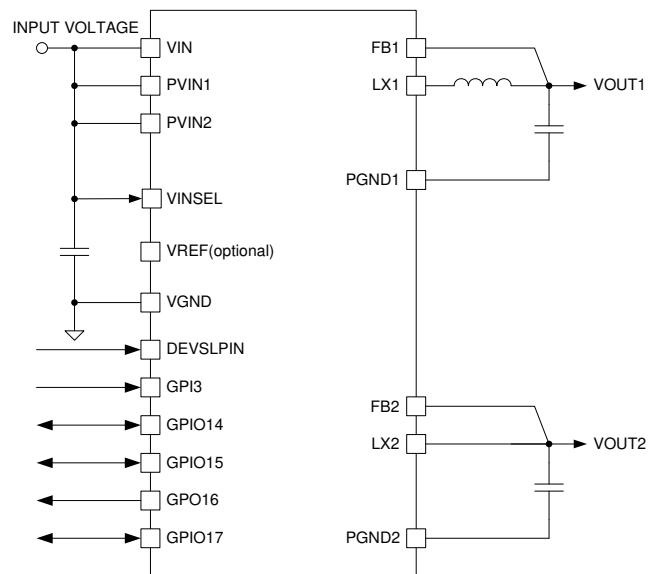 INPUT VOLTAGE
VIN
PVIN1
PVIN2
VINSEL
VREF(optional)
VGND
DEVSLPIN
GPI3
GPIO14
GPIO15
GPO16
GPIO17
FB1
LX1
VOUT1
PGND1
FB2
LX2
VOUT2
PGND2